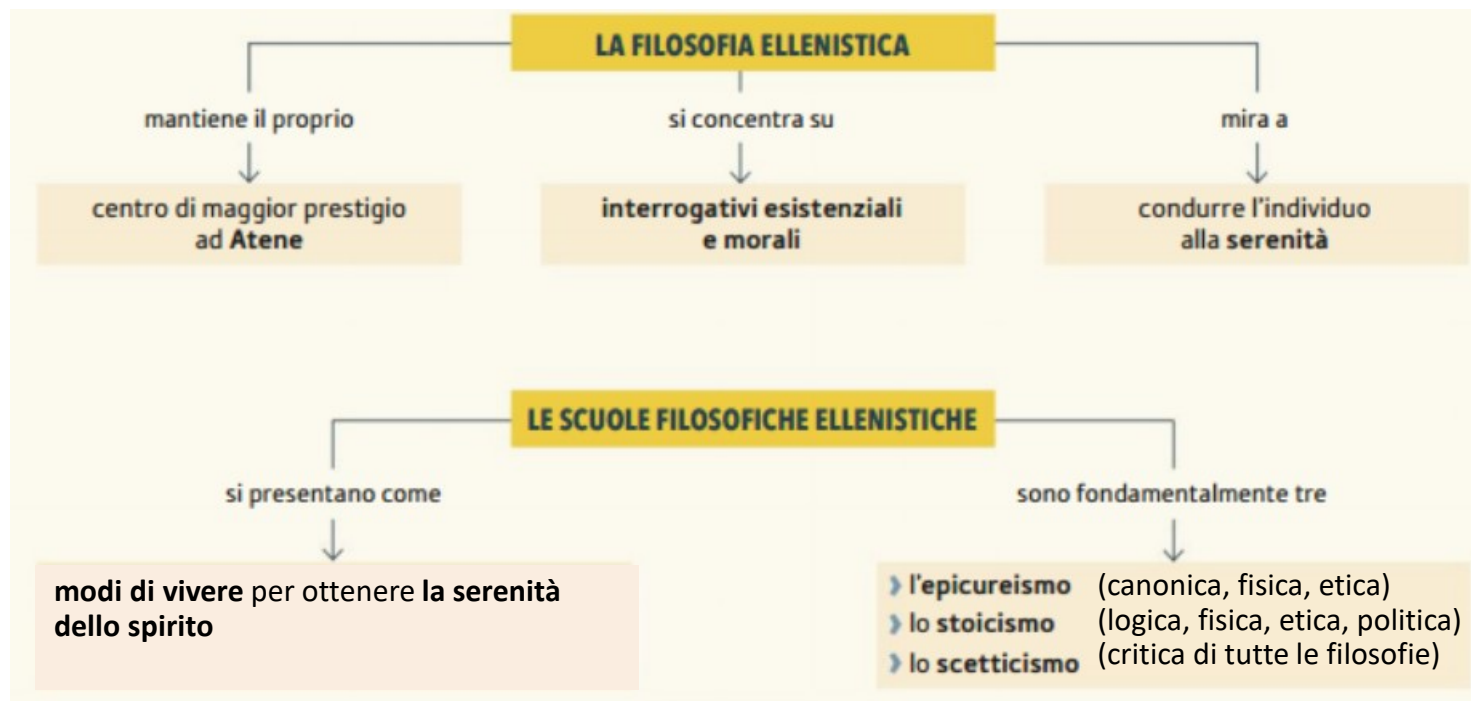 LA FILOSOFIA ELLENISTICA
mantiene il proprio
si concentra su
mira a
centro di maggior prestigio
ad Atene
interrogativi esistenziali
e morali
condurre l'individuo
alla serenità
LE SCUOLE FILOSOFICHE ELLENISTICHE
si presentano come
sono fondamentalmente tre
modi di vivere per ottenere la serenità
dello spirito
› l'epicureismo (canonica, fisica, etica)
› lo stoicismo (logica, fisica, etica, politica)
› lo scetticismo (critica di tutte le filosofie)